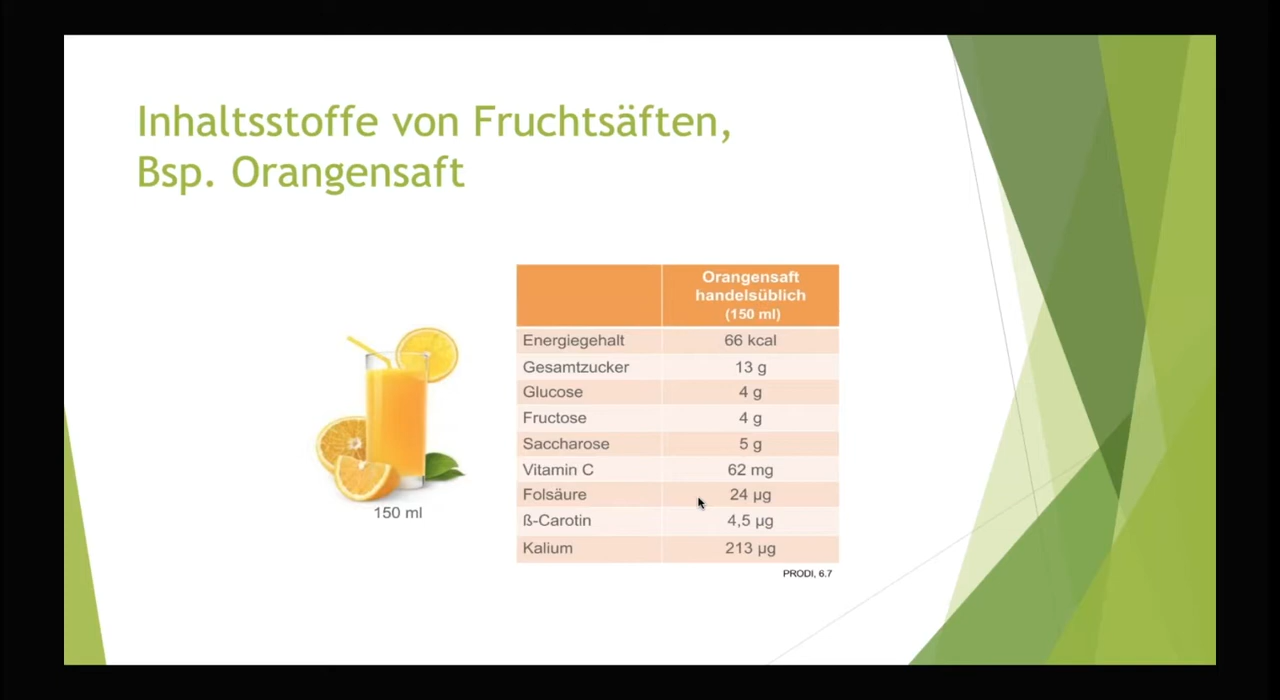 Inhaltsstoffe von Fruchtsäften,
Bsp. Orangensaft
150 ml
Orangensaft
handelsüblich
(150 ml)
Energiegehalt 66 kcal
Gesamtzucker 13 g
Glucose 4 g
Fructose 4 g
Saccharose 5 g
Vitamin C 62 mg
Folsäure 24 µg
ß-Carotin 4,5 µg
Kalium 213 µg
PRODI, 6.7